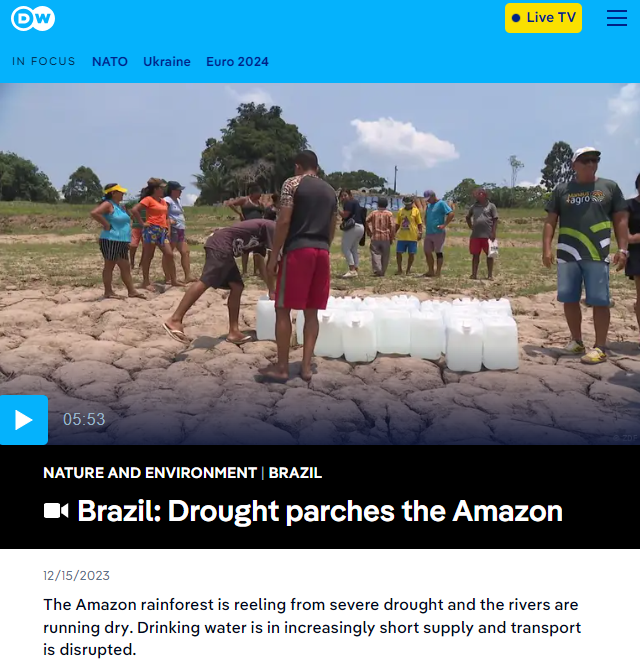 DW
Live TV
IN FOCUS NATO Ukraine Euro 2024
agro
05:53
NATURE AND ENVIRONMENT | BRAZIL
Brazil: Drought parches the Amazon
12/15/2023
The Amazon rainforest is reeling from severe drought and the rivers are
running dry. Drinking water is in increasingly short supply and transport
is disrupted.